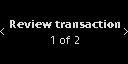 Review transaction
1 of 2